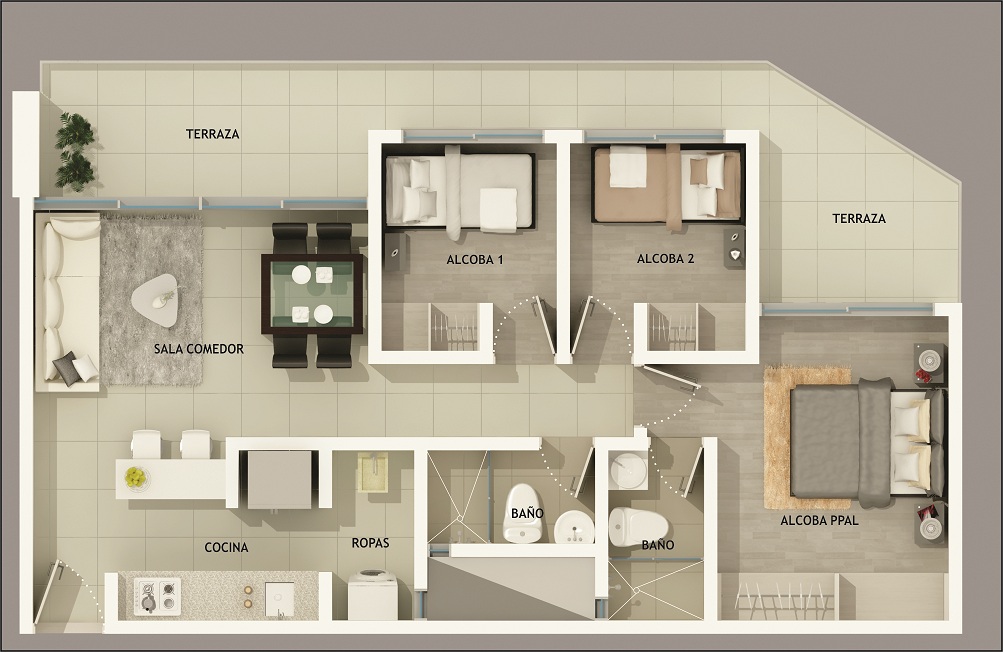 TERRAZA
TERRAZA
ALCOBA 1
ALCOBA 2
SALA COMEDOR
BAÑO
ALCOBA PPAL
COCINA
ROPAS
BAÑO